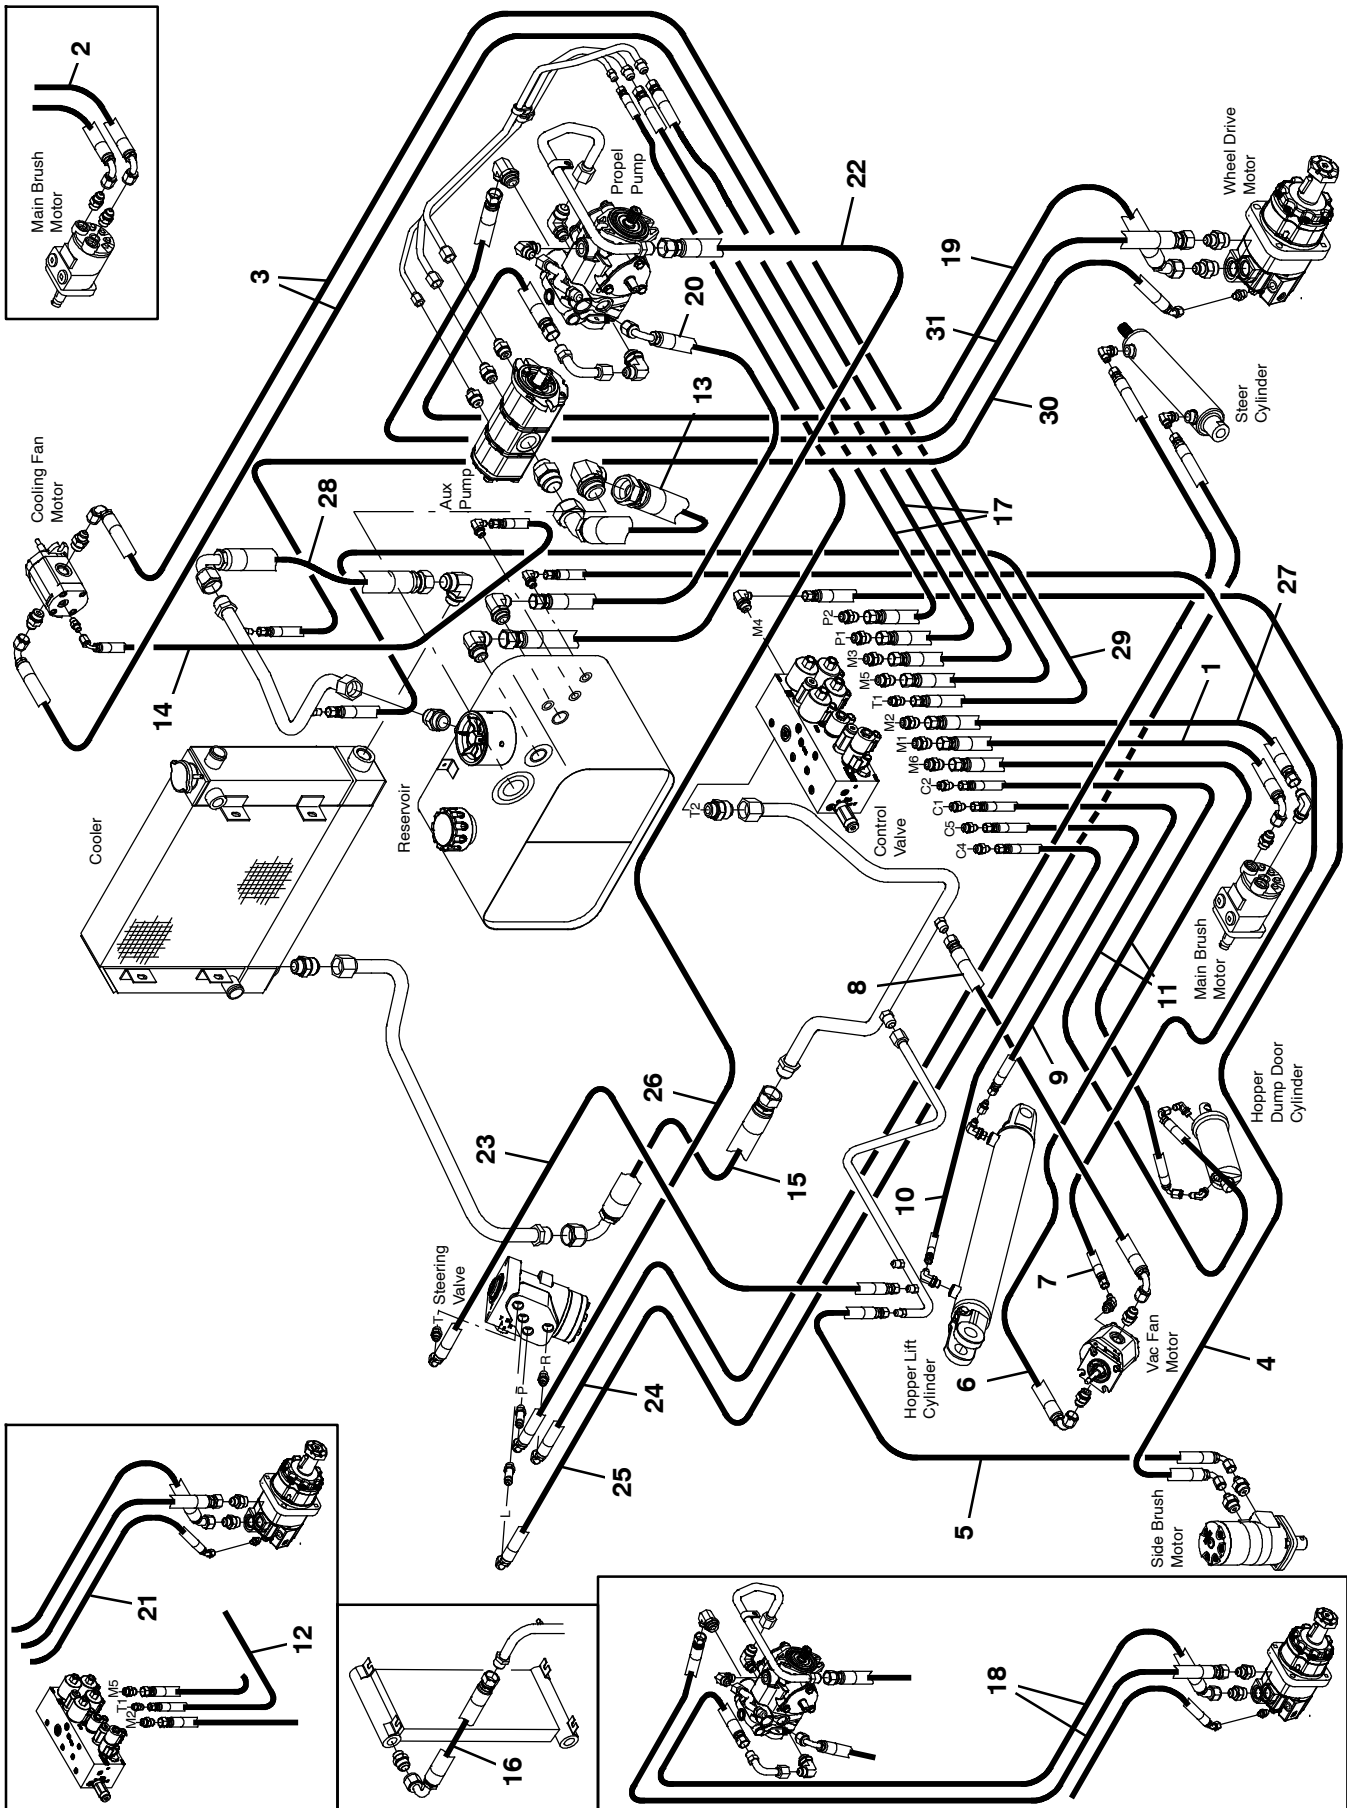 2
Main Brush
Motor
3
Cooling Fan
Motor
28
14
Cooler
Reservoir
Aux
Pump
Propel
Pump
20
13
22
19
31
30
Wheel Drive
Motor
Steer
Cylinder
17
27
29
1
M4
P2
P1
M3
M5
T1
M2
M1
M6
C2
C1
C5
C4
T2
Control
Valve
8
9
11
Main Brush
Motor
Hopper
Dump Door
Cylinder
26
23
15
10
T
Steering
Valve
R
P
L
24
25
Hopper Lift
Cylinder
6
7
Vac Fan
Motor
4
5
Side Brush
Motor
21
12
M5
T1
M2
16
18